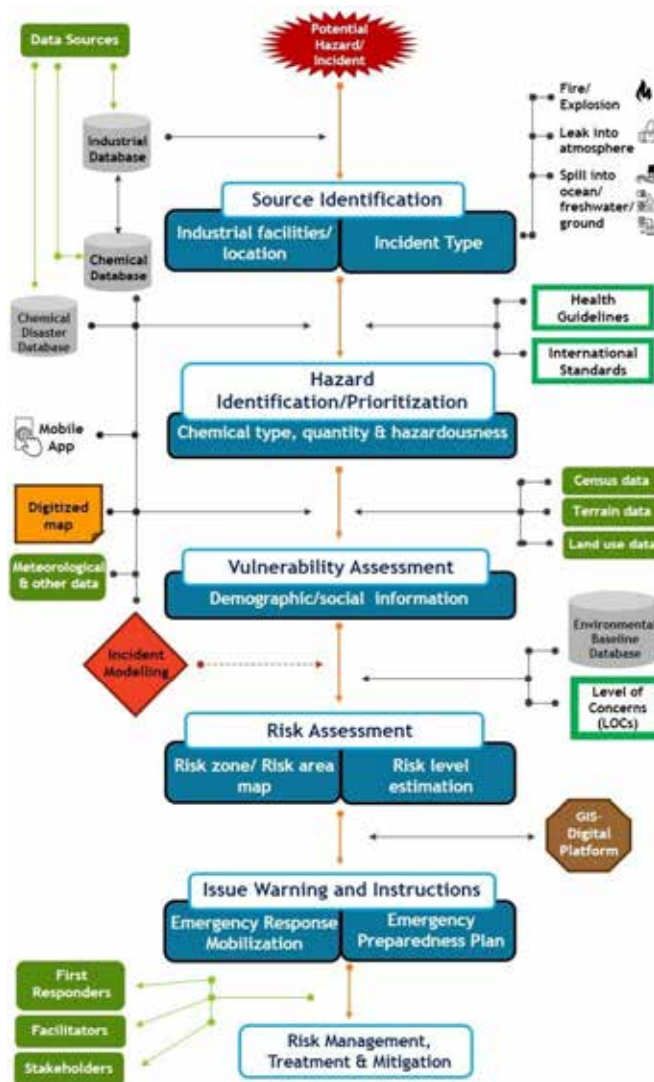 Potential
Hazard/
Incident
Data Sources
Industrial
Database
Chemical
Database
Chemical
Disaster
Database
Fire/
Explosion
Leak into
atmosphere
Spill into
ocean/
freshwater/
ground
Source Identification
Industrial facilities/
location
Incident Type
Health
Guidelines
International
Standards
Hazard
Identification/Prioritization
Chemical type, quantity & hazardousness
Mobile
App
Digitized
map
Meteorological
& other data
Census data
Terrain data
Land use data
Vulnerability Assessment
Demographic/social information
Incident
Modelling
Environmental
Baseline
Database
Level of
Concerns
(LOCs)
Risk Assessment
Risk zone/ Risk area
map
Risk level
estimation
GIS-
Digital
Platform
Issue Warning and Instructions
Emergency Response
Mobilization
Emergency
Preparedness Plan
First
Responders
Facilitators
Stakeholders
Risk Management,
Treatment & Mitigation